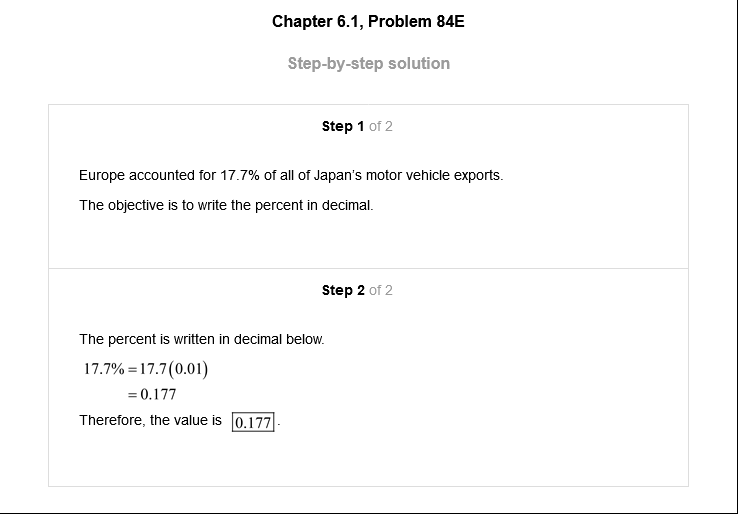 Chapter 6.1, Problem 84E
Step-by-step solution
Step 1 of 2
Europe accounted for 17.7% of all of Japan's motor vehicle exports.
The objective is to write the percent in decimal.
Step 2 of 2
The percent is written in decimal below.
17.7% = 17.7(0.01)
= 0.177
Therefore, the value is 0.177.